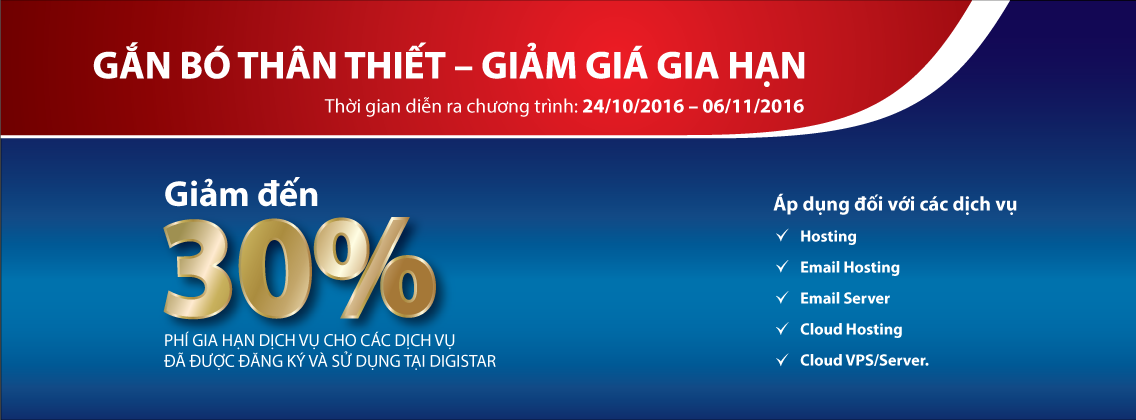 GẮN BÓ THÂN THIẾT – GIẢM GIÁ GIA HẠN
Thời gian diễn ra chương trình: 24/10/2016 – 06/11/2016
Giảm đến
30%
PHÍ GIA HẠN DỊCH VỤ CHO CÁC DỊCH VỤ
ĐÃ ĐƯỢC ĐĂNG KÝ VÀ SỬ DỤNG TẠI DIGISTAR
Áp dụng đối với các dịch vụ
✓ Hosting
✓ Email Hosting
✓ Email Server
✓ Cloud Hosting
✓ Cloud VPS/Server.